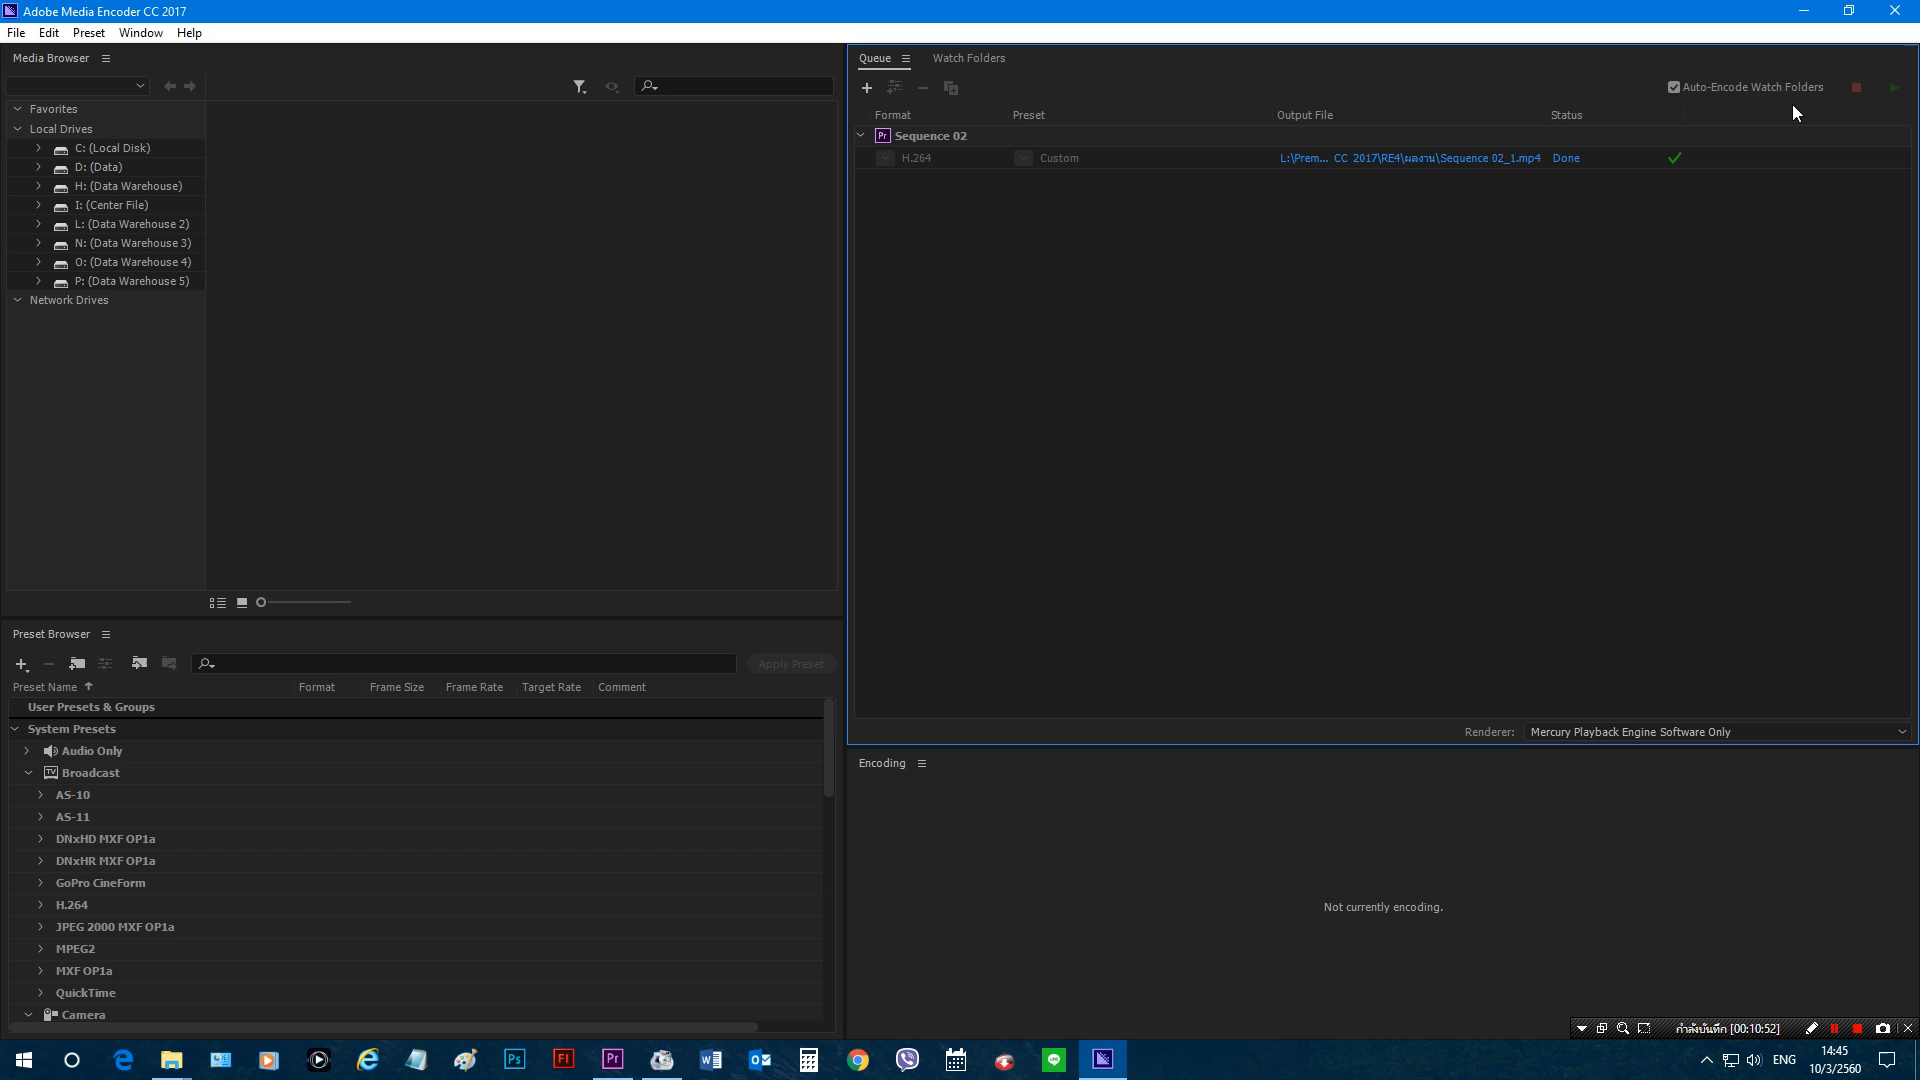 Adobe Media Encoder CC 2017
File Edit Preset Window Help
Media Browser
Favorites
Local Drives
C: (Local Disk)
D: (Data)
H: (Data Warehouse)
I: (Center File)
L: (Data Warehouse 2)
N: (Data Warehouse 3)
O: (Data Warehouse 4)
P: (Data Warehouse 5)
Network Drives
Queue Watch Folders
Auto-Encode Watch Folders
Format Preset Output File Status
Pr Sequence 02
H.264 Custom L:\Prem... CC 2017\RE4\ผลงาน\Sequence 02_1.mp4 Done
Renderer: Mercury Playback Engine Software Only
Preset Browser
Apply Preset
Preset Name Format Frame Size Frame Rate Target Rate Comment
User Presets & Groups
System Presets
Audio Only
TV Broadcast
AS-10
AS-11
DNxHD MXF OP1a
DNxHR MXF OP1a
GoPro CineForm
H.264
JPEG 2000 MXF OP1a
MPEG2
MXF OP1a
QuickTime
Camera
Encoding
Not currently encoding.
กำลังบันทึก [00:10:52]
Ps Fl Pr
ENG
14:45
10/3/2560